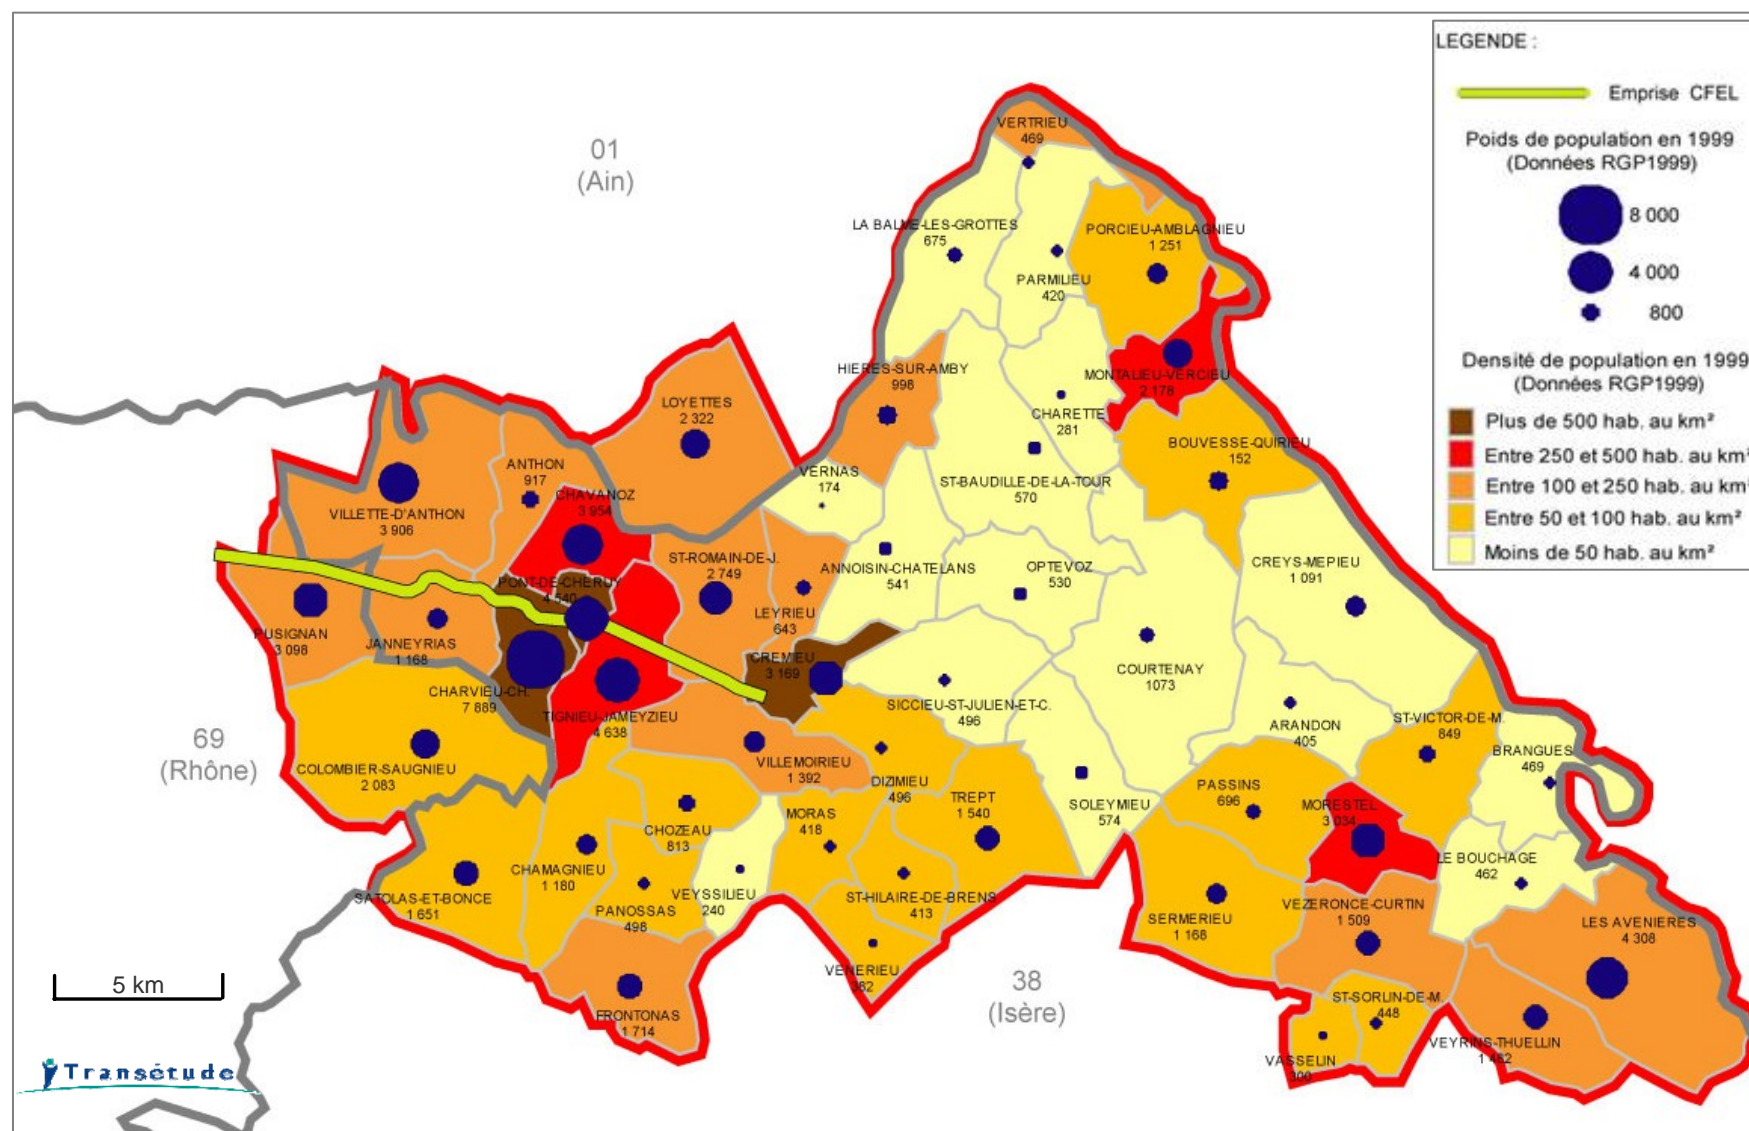 LEGENDE :
Emprise CFEL
Poids de population en 1999
(Données RGP1999)
8 000
4 000
800
Densité de population en 1999
(Données RGP1999)
Plus de 500 hab. au km²
Entre 250 et 500 hab. au km²
Entre 100 et 250 hab. au km²
Entre 50 et 100 hab. au km²
Moins de 50 hab. au km²
01
(Ain)
VERTRIEU
469
LA BALME-LES-GROTTES
675
PARMILIEU
420
PORCIEU-AMBLAGNIEU
1 251
HIERES-SUR-AMBY
998
MONTALIEU-VERCIEU
2 178
CHARETTE
281
LOYETTES
2 322
BOUVESSE-QUIRIEU
152
ANTHON
917
VERNAS
174
ST-BAUDILLE-DE-LA-TOUR
570
CHAVANOZ
3 954
VILLETTE-D'ANTHON
3 906
ST-ROMAIN-DE-J.
2 749
ANNOISIN-CHATELANS
541
OPTEVOZ
530
CREYS-MEPIEU
1 091
PONT-DE-CHERUY
4 540
LEYRIEU
643
PUSIGNAN
3 098
JANNEYRIAS
1 168
CREMIEU
3 169
COURTENAY
1073
CHARVIEU-CH.
7 889
TIGNIEU-JAMEYZIEU
4 638
SICCIEU-ST-JULIEN-ET-C.
496
ARANDON
405
ST-VICTOR-DE-M.
849
BRANGUES
469
69
(Rhône)
COLOMBIER-SAUGNIEU
2 083
VILLEMOIRIEU
1 392
DIZIMIEU
496
TREPT
1 540
SOLEYMIEU
574
PASSINS
696
MORESTEL
3 034
CHOZEAU
813
MORAS
418
LE BOUCHAGE
462
CHAMAGNIEU
1 180
VEYSSILIEU
240
ST-HILAIRE-DE-BRENS
413
SATOLAS-ET-BONCE
1 651
PANOSSAS
498
SERMERIEU
1 168
VEZERONCE-CURTIN
1 509
LES AVENIERES
4 308
VENERIEU
362
38
(Isère)
5 km
FRONTONAS
1 714
ST-SORLIN-DE-M.
448
VEYRINS-THUELLIN
1 482
VASSELIN
300
Transétude